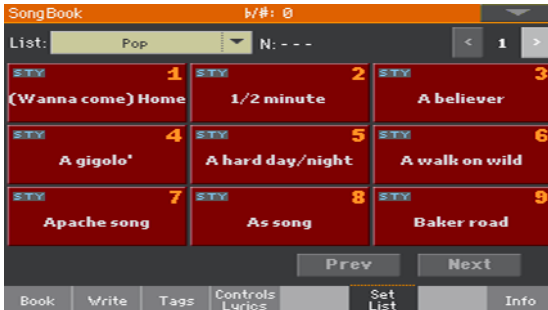 SongBook ♭/#: 0
List: Pop N: - - -
< 1 >
STY 1 STY 2 STY 3
(Wanna come) Home 1/2 minute A believer
STY 4 STY 5 STY 6
A gigolo' A hard day/night A walk on wild
STY 7 STY 8 STY 9
Apache song As song Baker road
Prev Next
Book Write Tags Controls Lyrics Set List Info